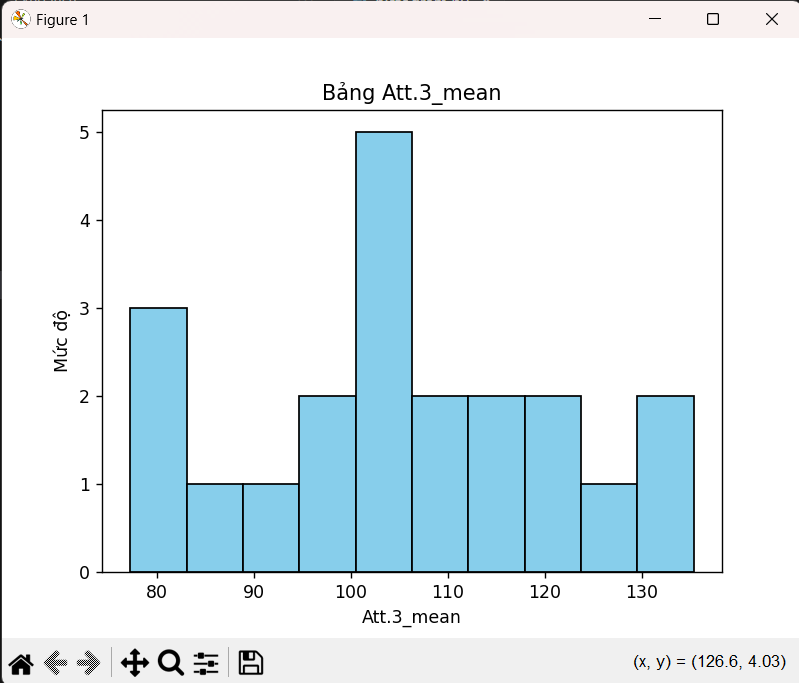 Figure 1
Bảng Att.3_mean
5
4
3
2
1
0
Mức độ
80 90 100 110 120 130
Att.3_mean
(x, y) = (126.6, 4.03)